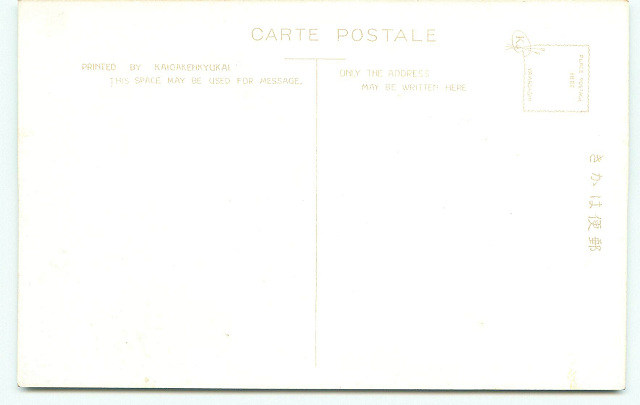 CARTE POSTALE
PRINTED BY KAIGAKENKYUKAI
THIS SPACE MAY BE USED FOR MESSAGE.
ONLY THE ADDRESS
MAY BE WRITTEN HERE
PLACE POSTAGE
HERE
きかは便郵